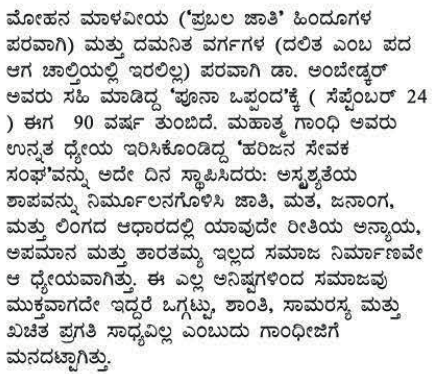 ಮೋಹನ ಮಾಳವೀಯ ('ಪ್ರಬಲ ಜಾತಿ' ಹಿಂದೂಗಳ
ಪರವಾಗಿ) ಮತ್ತು ದಮನಿತ ವರ್ಗಗಳ (ದಲಿತ ಎಂಬ ಪದ
ಆಗ ಚಾಲ್ತಿಯಲ್ಲಿ ಇರಲಿಲ್ಲ) ಪರವಾಗಿ ಡಾ. ಅಂಬೇಡ್ಕರ್
ಅವರು ಸಹಿ ಮಾಡಿದ್ದ 'ಪೂನಾ ಒಪ್ಪಂದ'ಕ್ಕೆ ( ಸೆಪ್ಟೆಂಬರ್ 24
) ಈಗ 90 ವರ್ಷ ತುಂಬಿದೆ. ಮಹಾತ್ಮ ಗಾಂಧಿ ಅವರು
ಉನ್ನತ ಧ್ಯೇಯ ಇರಿಸಿಕೊಂಡಿದ್ದ 'ಹರಿಜನ ಸೇವಕ
ಸಂಘ'ವನ್ನು ಅದೇ ದಿನ ಸ್ಥಾಪಿಸಿದರು: ಅಸ್ಪೃಶ್ಯತೆಯ
ಶಾಪವನ್ನು ನಿರ್ಮೂಲನಗೊಳಿಸಿ ಜಾತಿ, ಮತ, ಜನಾಂಗ,
ಮತ್ತು ಲಿಂಗದ ಆಧಾರದಲ್ಲಿ ಯಾವುದೇ ರೀತಿಯ ಅನ್ಯಾಯ,
ಅಪಮಾನ ಮತ್ತು ತಾರತಮ್ಯ ಇಲ್ಲದ ಸಮಾಜ ನಿರ್ಮಾಣವೇ
ಆ ಧ್ಯೇಯವಾಗಿತ್ತು. ಈ ಎಲ್ಲ ಅನಿಷ್ಟಗಳಿಂದ ಸಮಾಜವು
ಮುಕ್ತವಾಗದೇ ಇದ್ದರೆ ಒಗ್ಗಟ್ಟು, ಶಾಂತಿ, ಸಾಮರಸ್ಯ ಮತ್ತು
ಖಚಿತ ಪ್ರಗತಿ ಸಾಧ್ಯವಿಲ್ಲ ಎಂಬುದು ಗಾಂಧೀಜಿಗೆ
ಮನದಟ್ಟಾಗಿತ್ತು.